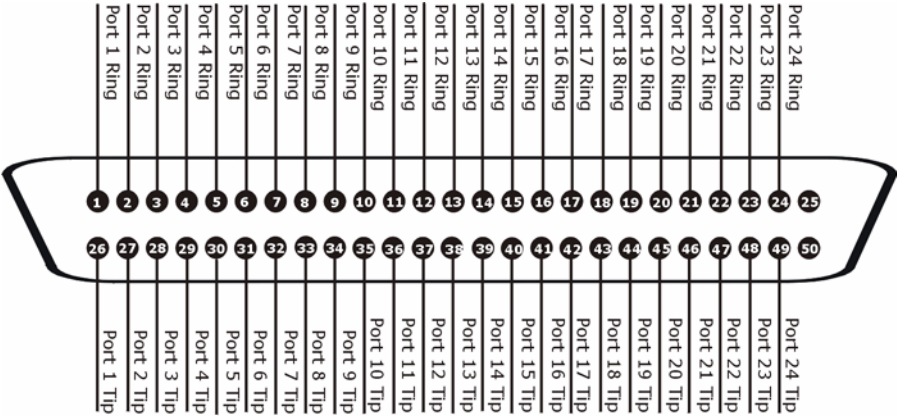 Port 1 Ring
Port 2 Ring
Port 3 Ring
Port 4 Ring
Port 5 Ring
Port 6 Ring
Port 7 Ring
Port 8 Ring
Port 9 Ring
Port 10 Ring
Port 11 Ring
Port 12 Ring
Port 13 Ring
Port 14 Ring
Port 15 Ring
Port 16 Ring
Port 17 Ring
Port 18 Ring
Port 19 Ring
Port 20 Ring
Port 21 Ring
Port 22 Ring
Port 23 Ring
Port 24 Ring
1 2 3 4 5 6 7 8 9 10 11 12 13 14 15 16 17 18 19 20 21 22 23 24 25
26 27 28 29 30 31 32 33 34 35 36 37 38 39 40 41 42 43 44 45 46 47 48 49 50
Port 1 Tip
Port 2 Tip
Port 3 Tip
Port 4 Tip
Port 5 Tip
Port 6 Tip
Port 7 Tip
Port 8 Tip
Port 9 Tip
Port 10 Tip
Port 11 Tip
Port 12 Tip
Port 13 Tip
Port 14 Tip
Port 15 Tip
Port 16 Tip
Port 17 Tip
Port 18 Tip
Port 19 Tip
Port 20 Tip
Port 21 Tip
Port 22 Tip
Port 23 Tip
Port 24 Tip